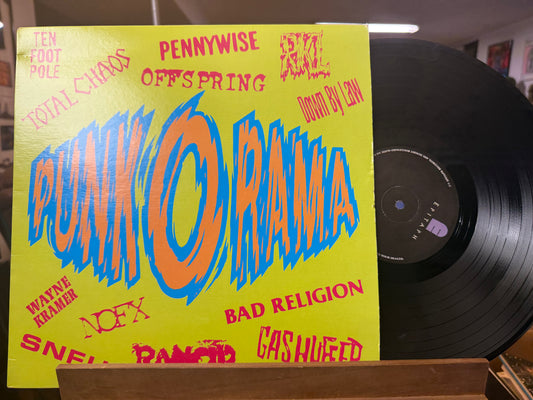 TEN
FOOT
POLE
TOTAL CHAOS
PENNYWISE
OFFSPRING
RKL
Down By Law
PUNK O RAMA
WAYNE
KRAMER
NOFX
BAD RELIGION
RANCID
GAS HUFFER
EPITAPH